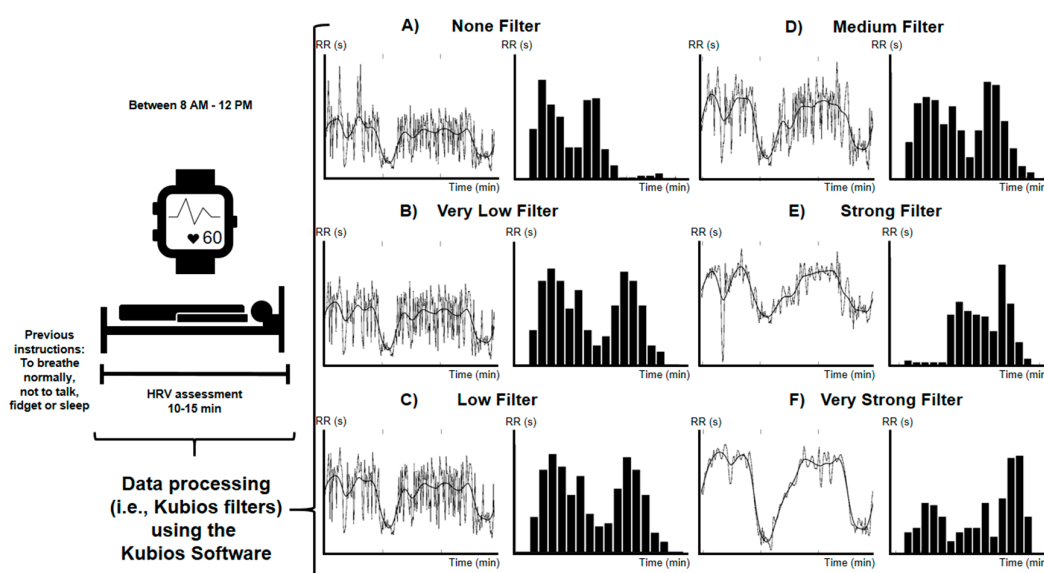 Between 8 AM - 12 PM
60
Previous
instructions:
To breathe
normally,
not to talk,
fidget or sleep
HRV assessment
10-15 min
Data processing
(i.e., Kubios filters)
using the
Kubios Software
A) None Filter
RR (s)
Time (min)
RR (s)
Time (min)
B) Very Low Filter
RR (s)
Time (min)
RR (s)
Time (min)
C) Low Filter
RR (s)
Time (min)
RR (s)
Time (min)
D) Medium Filter
RR (s)
Time (min)
RR (s)
Time (min)
E) Strong Filter
RR (s)
Time (min)
RR (s)
Time (min)
F) Very Strong Filter
RR (s)
Time (min)
RR (s)
Time (min)